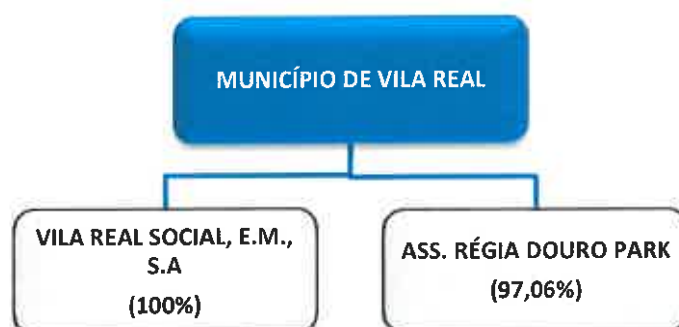 MUNICÍPIO DE VILA REAL
VILA REAL SOCIAL, E.M.,
S.A
(100%)
ASS. RÉGIA DOURO PARK
(97,06%)